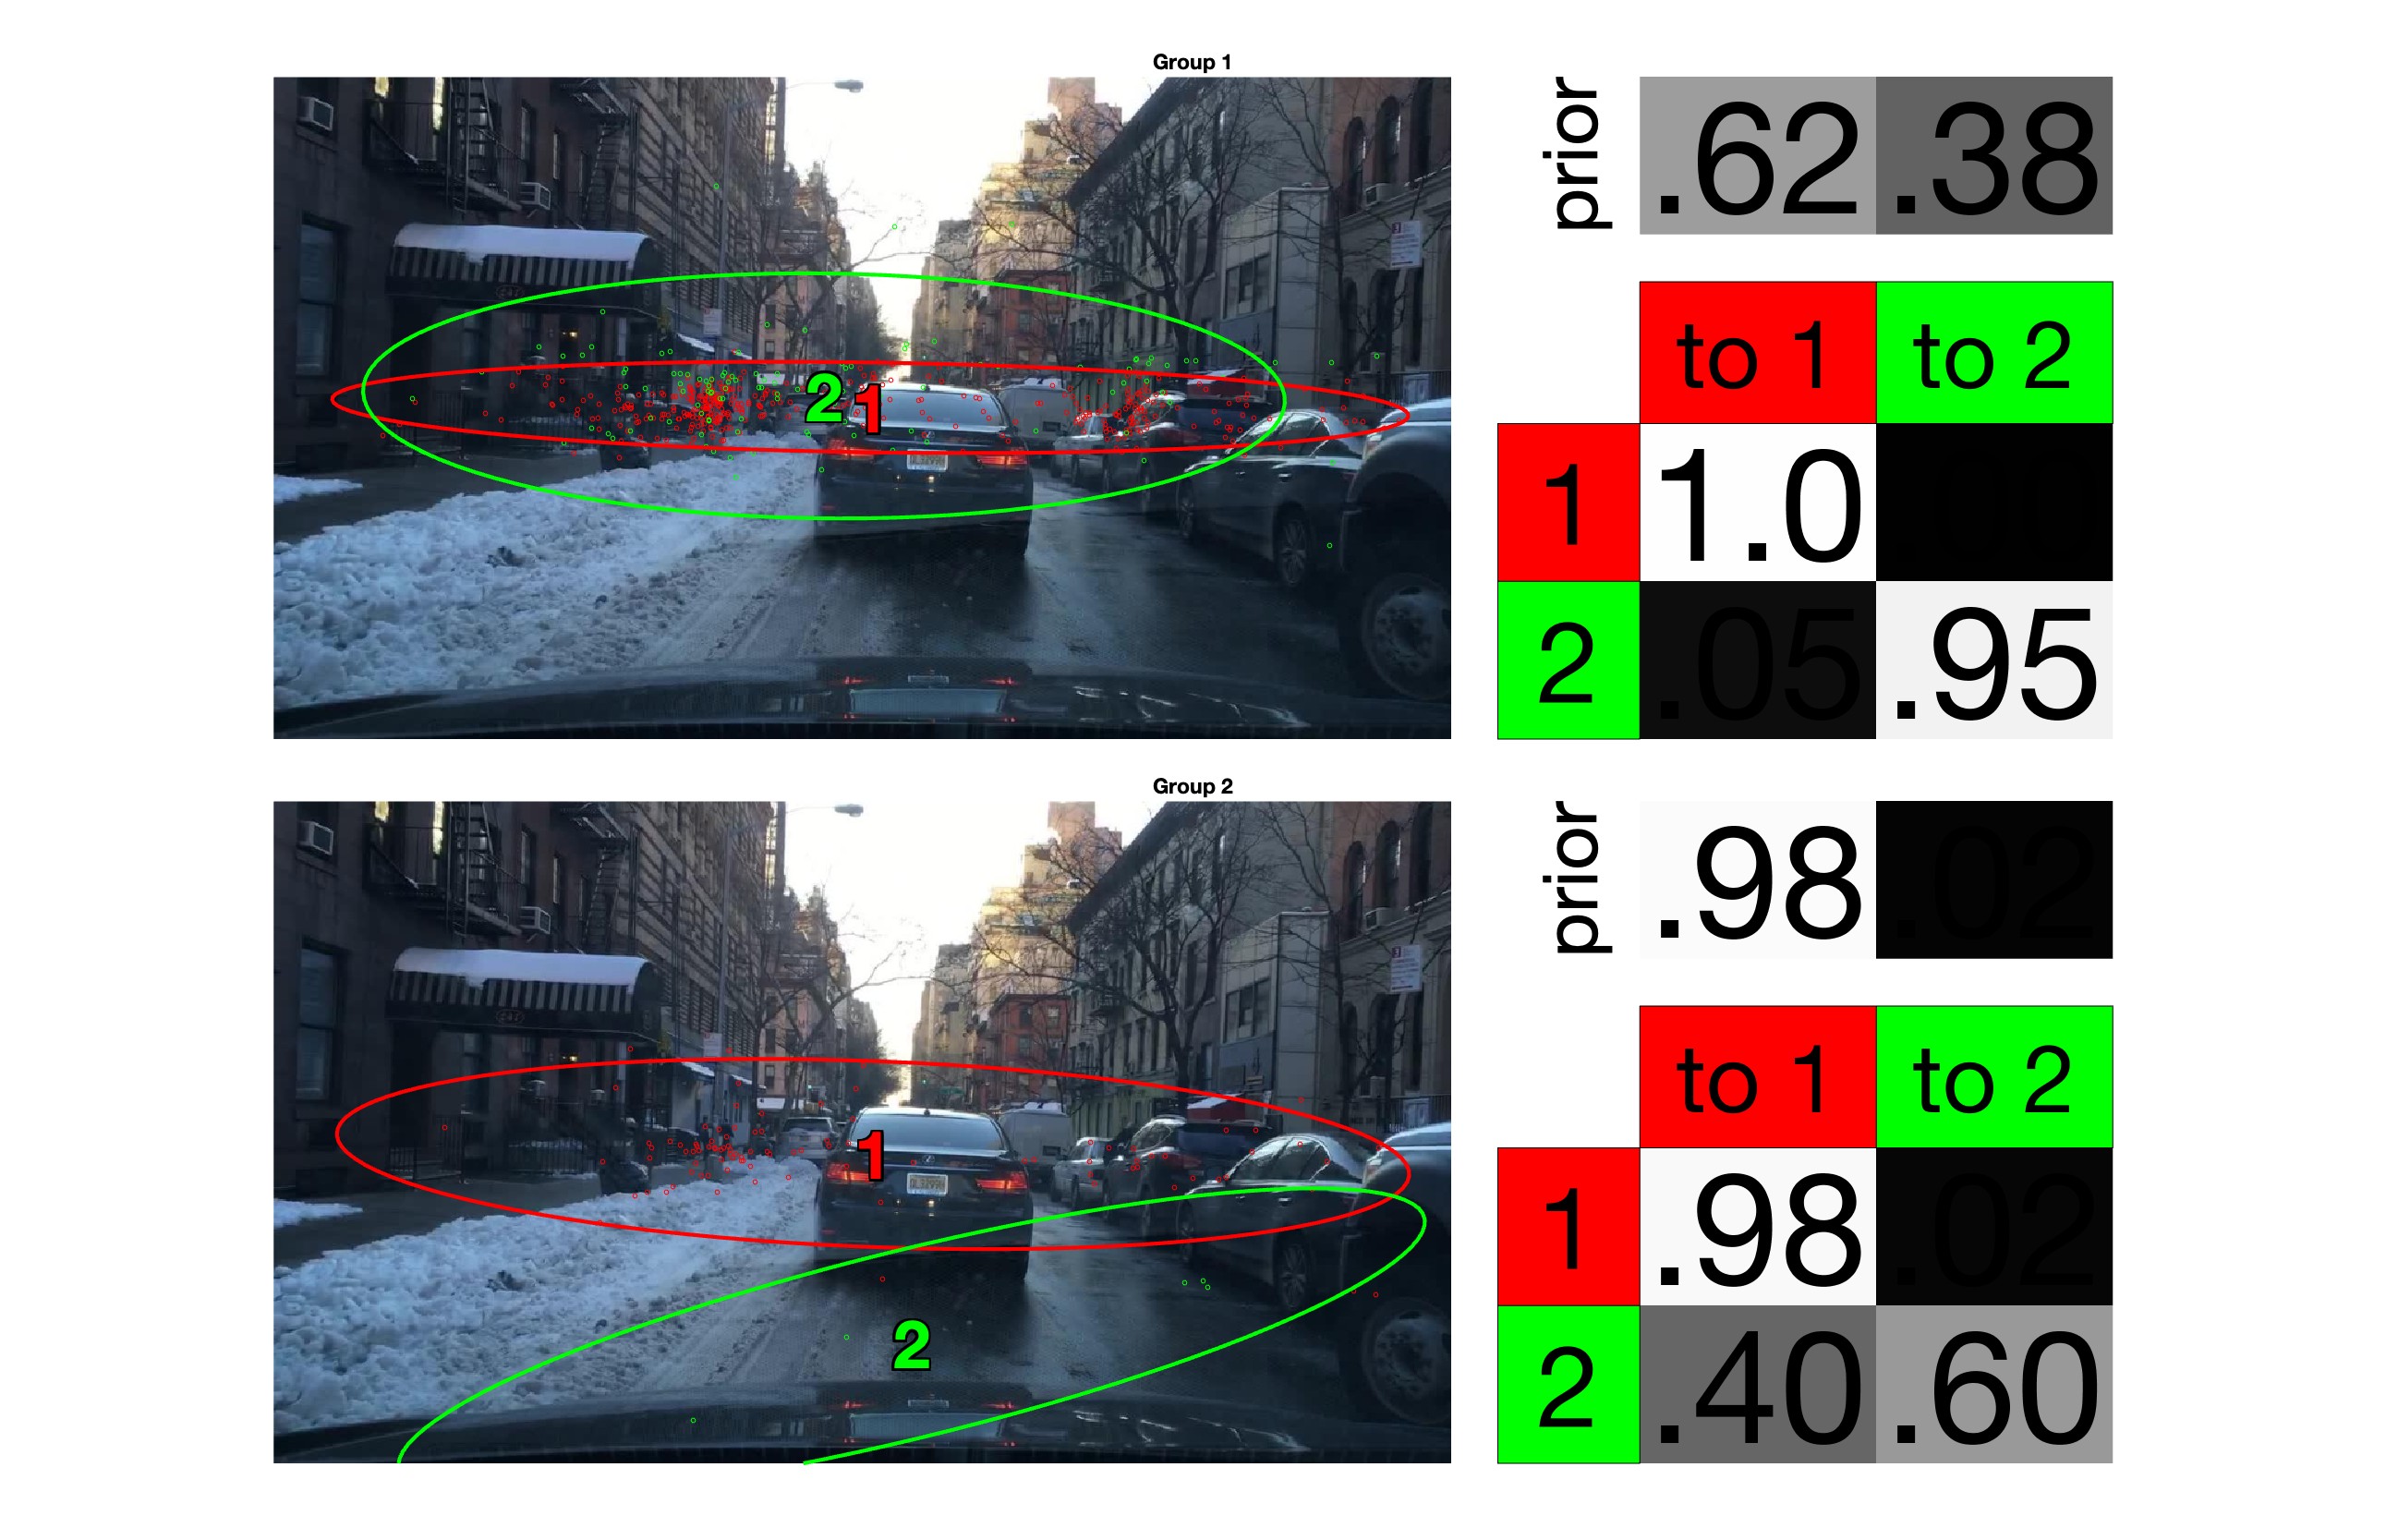 Group 1
prior .62 .38
to 1 to 2
2 1
1 1.0 .00
2 .05 .95
Group 2
prior .98 .02
to 1 to 2
1
1 .98 .02
2
2 .40 .60